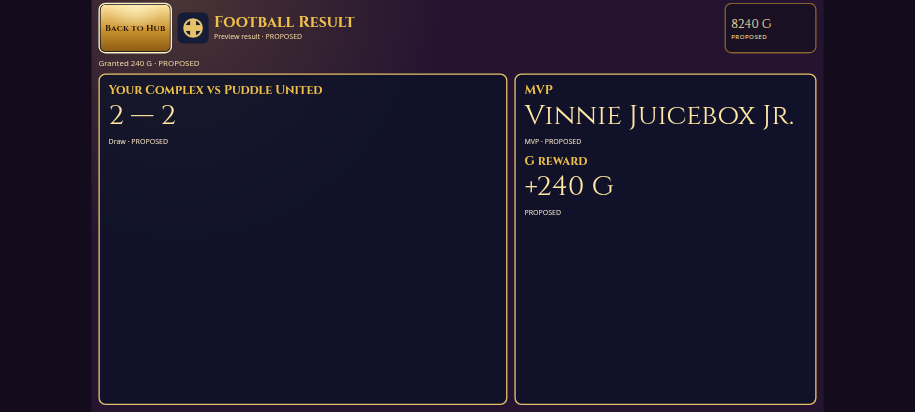 Back to Hub
Football Result
Preview result · PROPOSED
8240 G
PROPOSED
Granted 240 G · PROPOSED
Your Complex vs Puddle United
2 — 2
Draw · PROPOSED
MVP
Vinnie Juicebox Jr.
MVP · PROPOSED
G reward
+240 G
PROPOSED